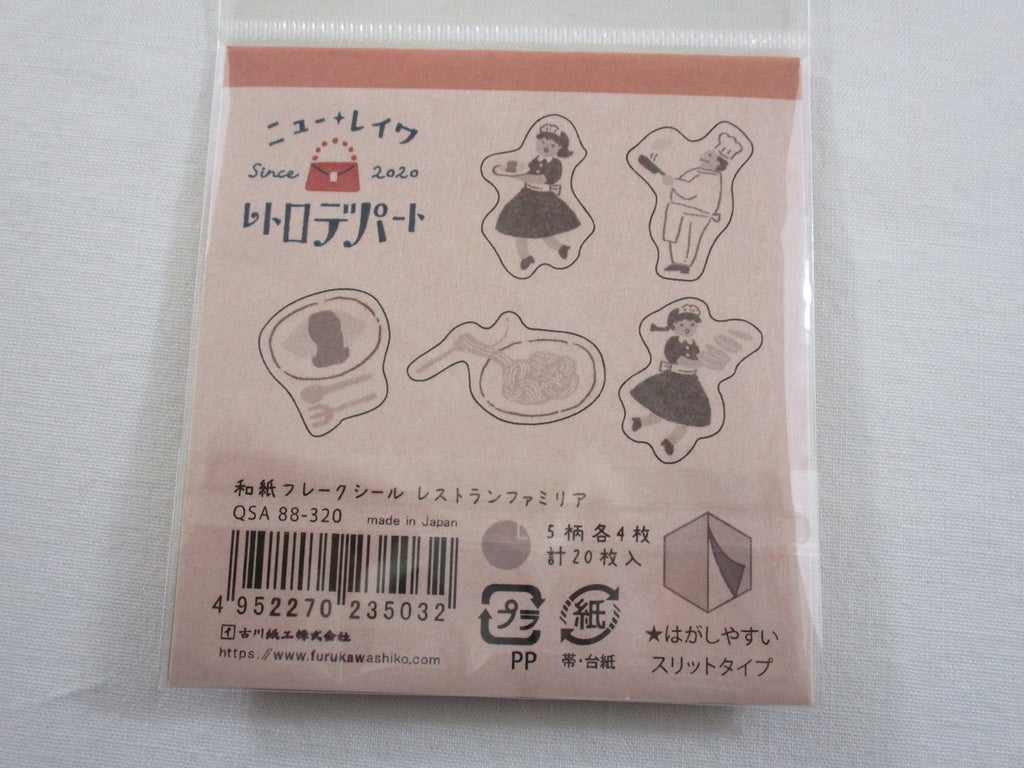 ニュー レイワ
Since 2020
レトロデパート
和紙フレークシール レストランファミリア
QSA 88-320 made in Japan
5柄各4枚
計20枚入
4 952270 235032
古川紙工株式会社
https://www.furukawashiko.com
プラ
PP
紙
帯・台紙
★はがしやすい
スリットタイプ